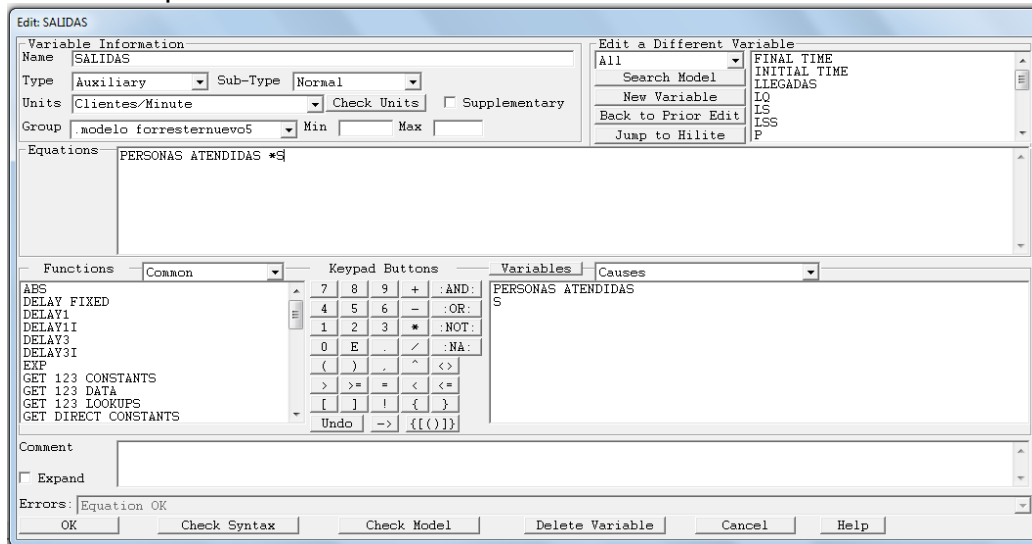 Edit: SALIDAS
Variable Information
Name SALIDAS
Type Auxiliary Sub-Type Normal
Units Clientes/Minute Check Units Supplementary
Group .modelo forresternuevo5 Min Max
Edit a Different Variable
All
Search Model
New Variable
Back to Prior Edit
Jump to Hilite
FINAL TIME
INITIAL TIME
LLEGADAS
LQ
LS
LSS
P
Equations PERSONAS ATENDIDAS *S
Functions Common
ABS
DELAY FIXED
DELAY1
DELAY1I
DELAY3
DELAY3I
EXP
GET 123 CONSTANTS
GET 123 DATA
GET 123 LOOKUPS
GET DIRECT CONSTANTS
Keypad Buttons
7 8 9 + :AND:
4 5 6 - :OR:
1 2 3 * :NOT:
0 E . / :NA:
( ) , ^ <>
> >= = < <=
[ ] ! { }
Undo -> {[()]}
Variables Causes
PERSONAS ATENDIDAS
S
Comment
Expand
Errors: Equation OK
OK Check Syntax Check Model Delete Variable Cancel Help